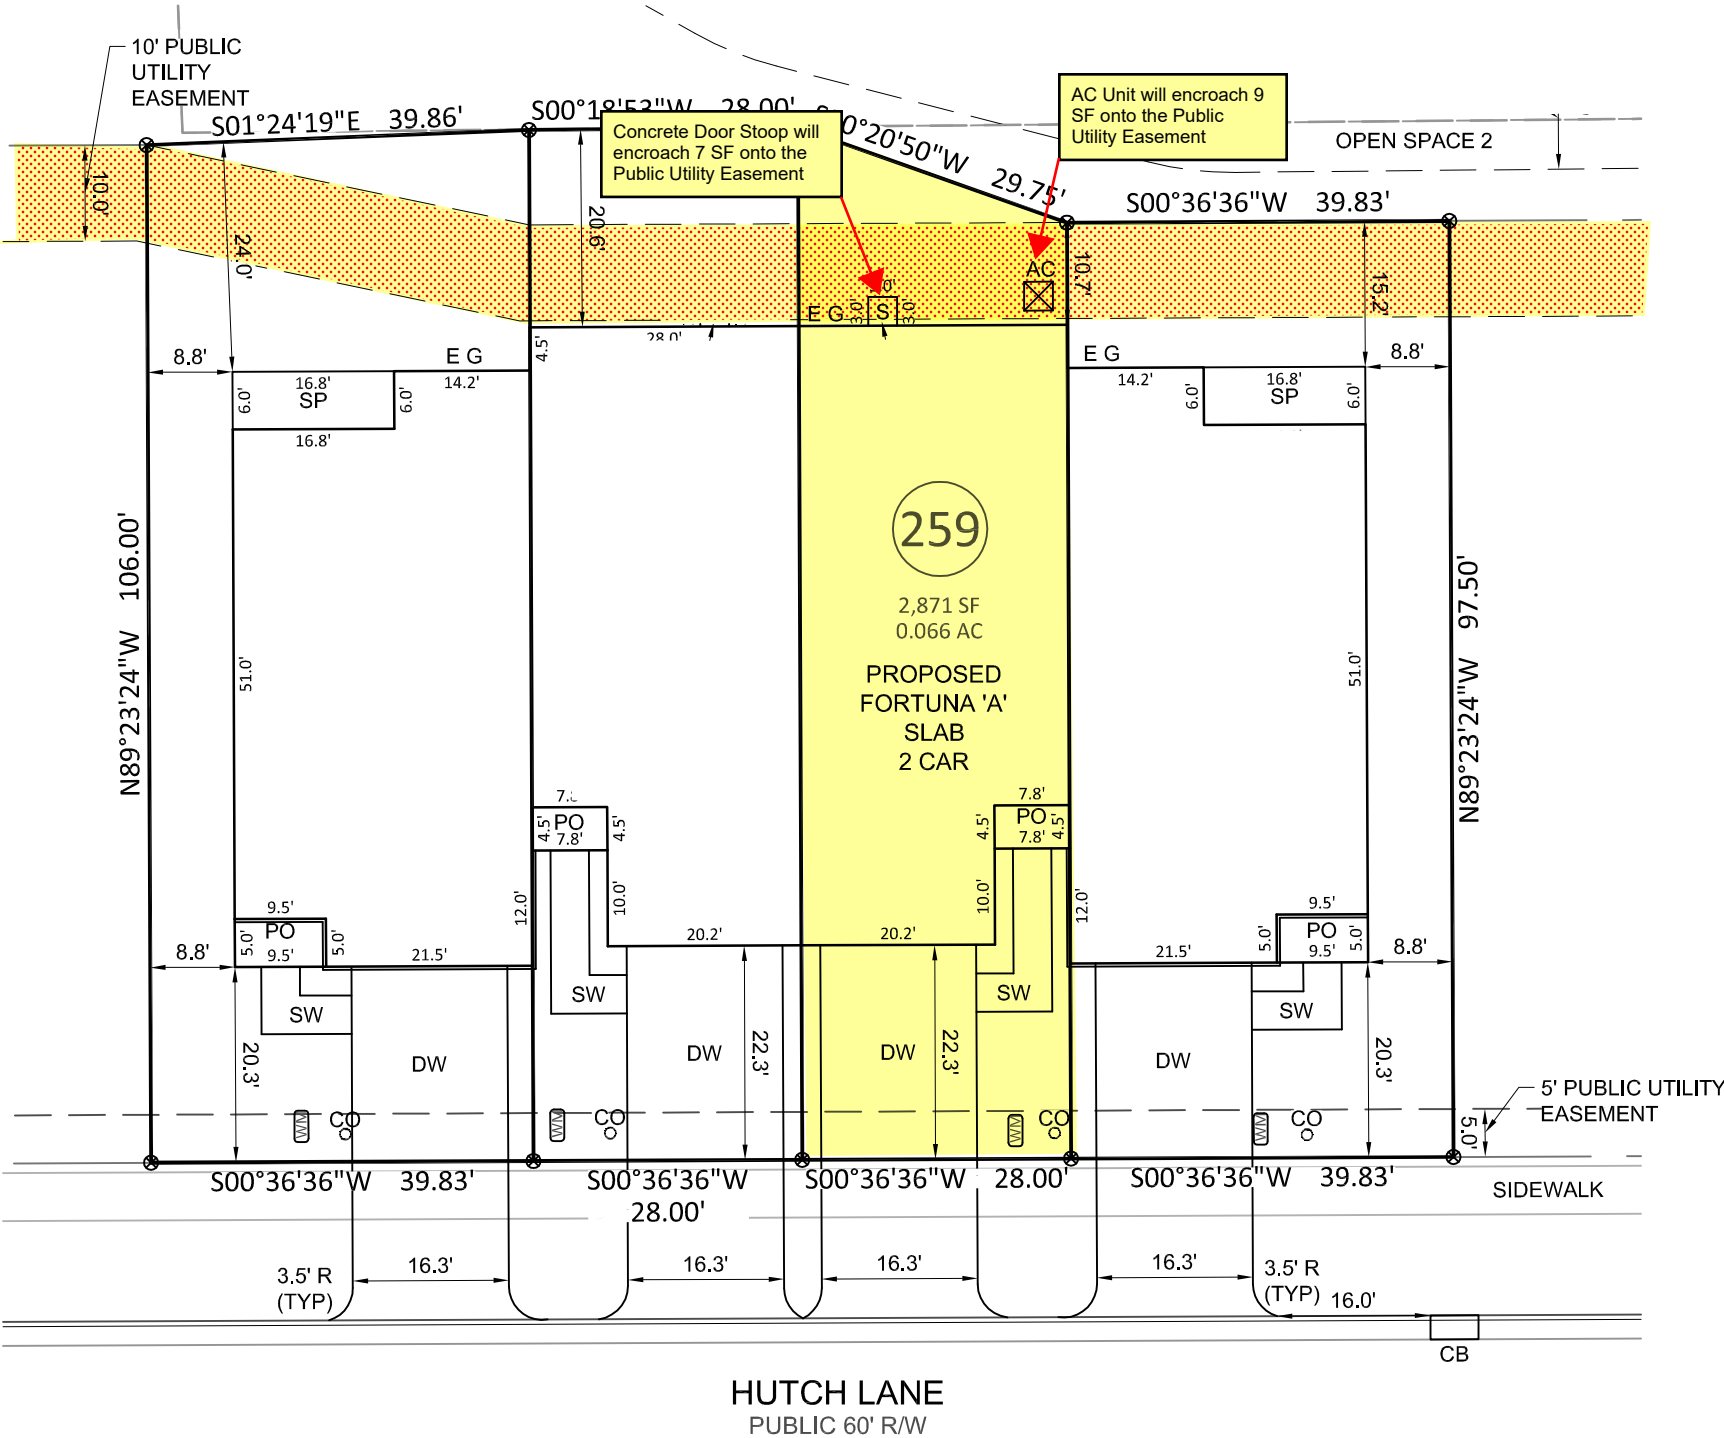 10' PUBLIC
UTILITY
EASEMENT
S01°24'19"E 39.86'
S00°18'53"W 28.00'
0°20'50"W 29.75'
Concrete Door Stoop will
encroach 7 SF onto the
Public Utility Easement
AC Unit will encroach 9
SF onto the Public
Utility Easement
OPEN SPACE 2
S00°36'36"W 39.83'
10.0'
24.0'
20.6'
AC
10.7'
15.2'
E G
3.0'
S
3.0'
28.0'
4.5'
8.8'
E G
16.8'
14.2'
SP
6.0'
6.0'
16.8'
E G
8.8'
14.2'
16.8'
SP
6.0'
6.0'
N89°23'24"W 106.00'
51.0'
259
2,871 SF
0.066 AC
PROPOSED
FORTUNA 'A'
SLAB
2 CAR
51.0'
N89°23'24"W 97.50'
PO
7.8'
4.5'
4.5'
7.8'
PO
7.8'
4.5'
4.5'
12.0'
10.0'
10.0'
12.0'
9.5'
PO
9.5'
5.0'
5.0'
8.8'
21.5'
20.2'
20.2'
21.5'
9.5'
PO
9.5'
5.0'
5.0'
8.8'
SW
SW
SW
SW
20.3'
DW
DW
22.3'
DW
22.3'
DW
20.3'
WM
CO
WM
CO
WM
CO
WM
CO
5' PUBLIC UTILITY
EASEMENT
5.0'
S00°36'36"W 39.83'
S00°36'36"W
28.00'
S00°36'36"W 28.00'
S00°36'36"W 39.83'
SIDEWALK
3.5' R
(TYP)
16.3'
16.3'
16.3'
16.3'
3.5' R
(TYP)
16.0'
CB
HUTCH LANE
PUBLIC 60' R/W